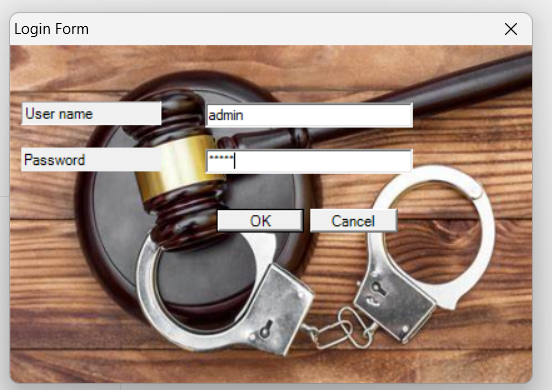 Login Form
User name
admin
Password
*****
OK
Cancel